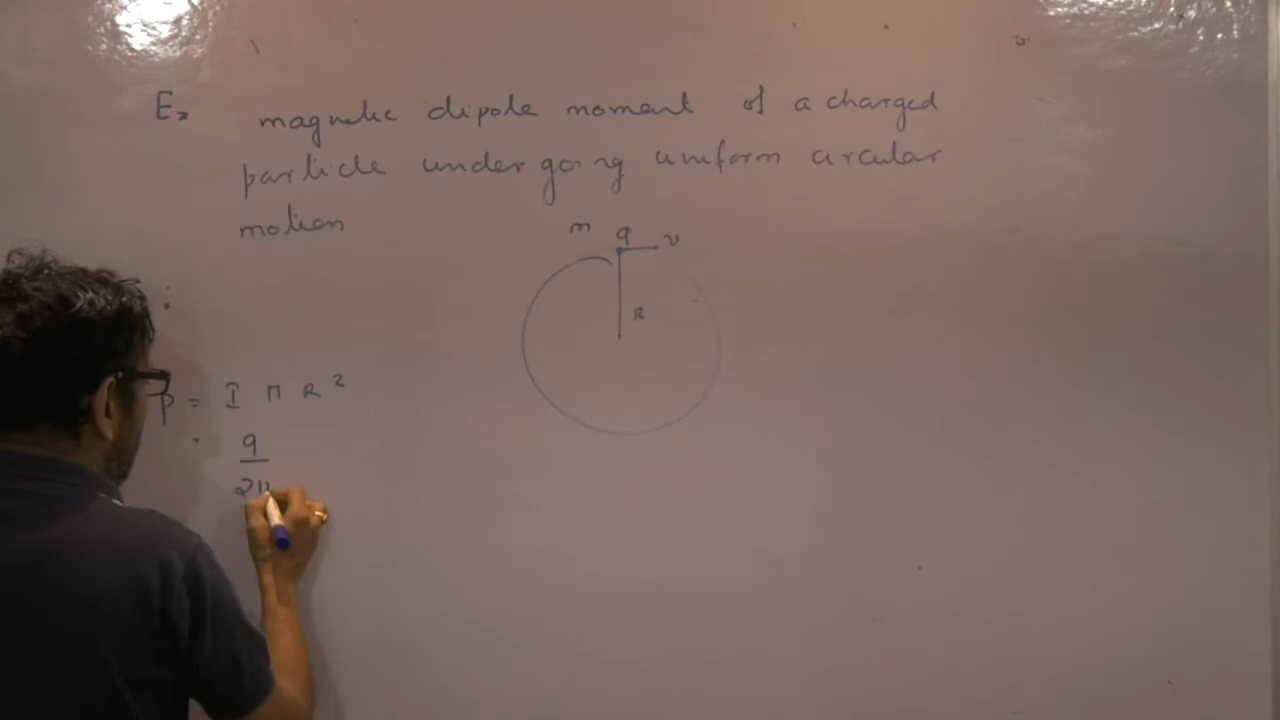 Ex magnetic dipole moment of a charged
particle undergoing uniform circular
motion
m q v
R
p = I π R²
= q
2π